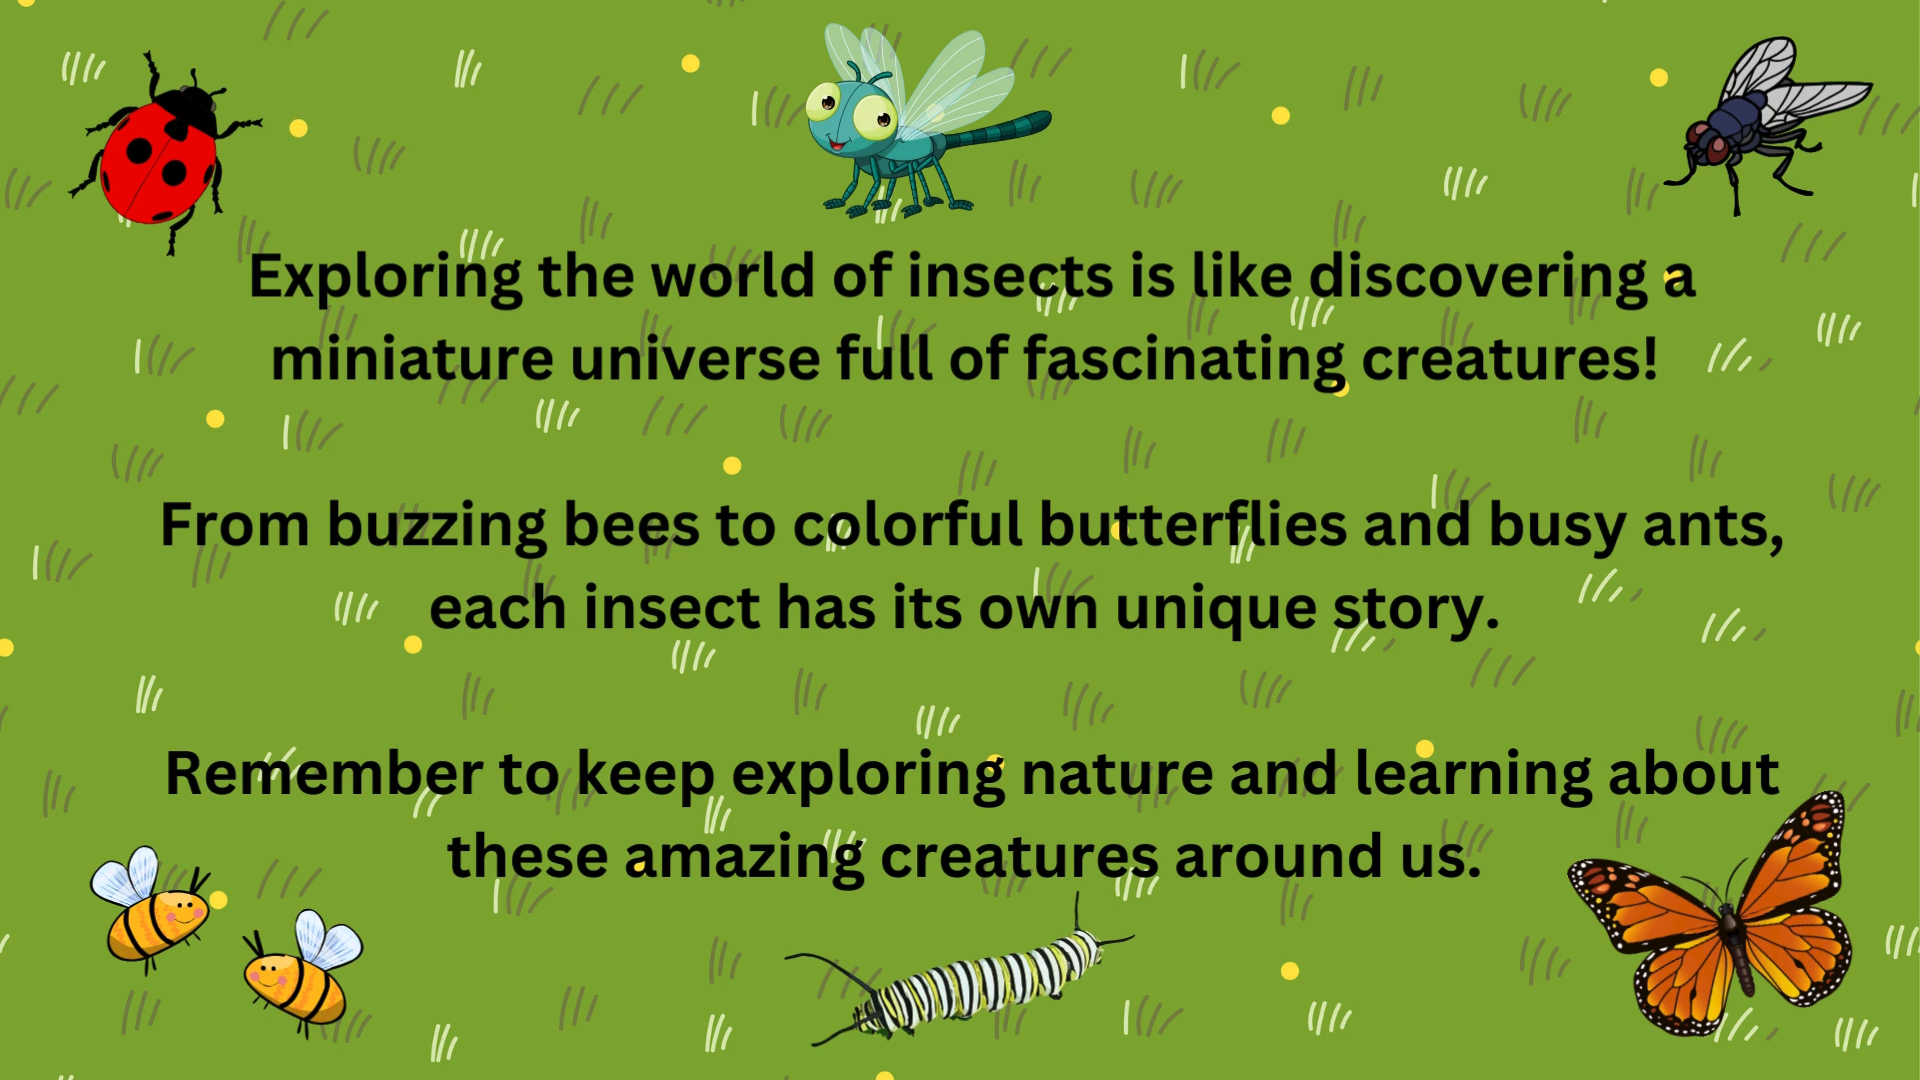 Exploring the world of insects is like discovering a
miniature universe full of fascinating creatures!
From buzzing bees to colorful butterflies and busy ants,
each insect has its own unique story.
Remember to keep exploring nature and learning about
these amazing creatures around us.